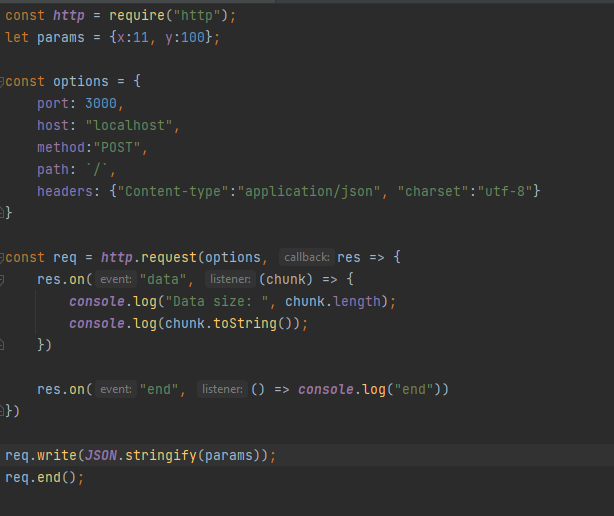 const http = require("http");
let params = {x:11, y:100};
const options = {
port: 3000,
host: "localhost",
method:"POST",
path: `/`,
headers: {"Content-type":"application/json", "charset":"utf-8"}
}
const req = http.request(options, callback: res => {
res.on( event: "data", listener: (chunk) => {
console.log("Data size: ", chunk.length);
console.log(chunk.toString());
})
res.on( event: "end", listener: () => console.log("end"))
})
req.write(JSON.stringify(params));
req.end();